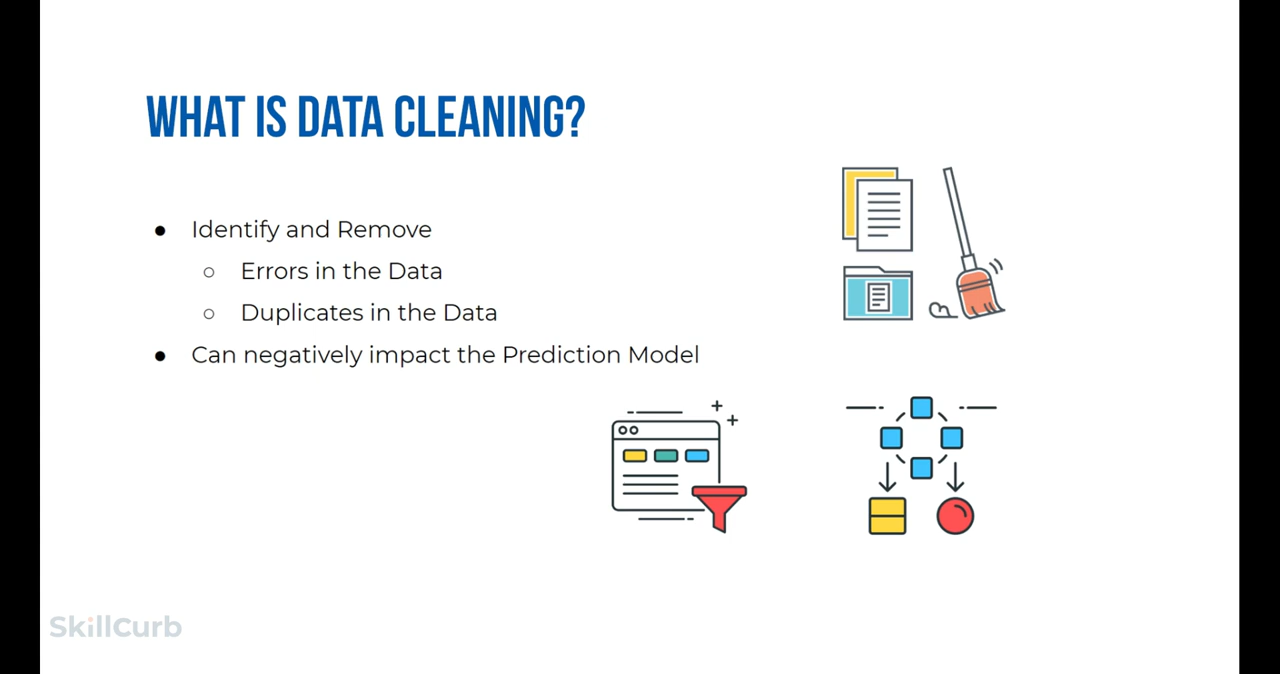 WHAT IS DATA CLEANING?
● Identify and Remove
○ Errors in the Data
○ Duplicates in the Data
● Can negatively impact the Prediction Model
SkillCurb